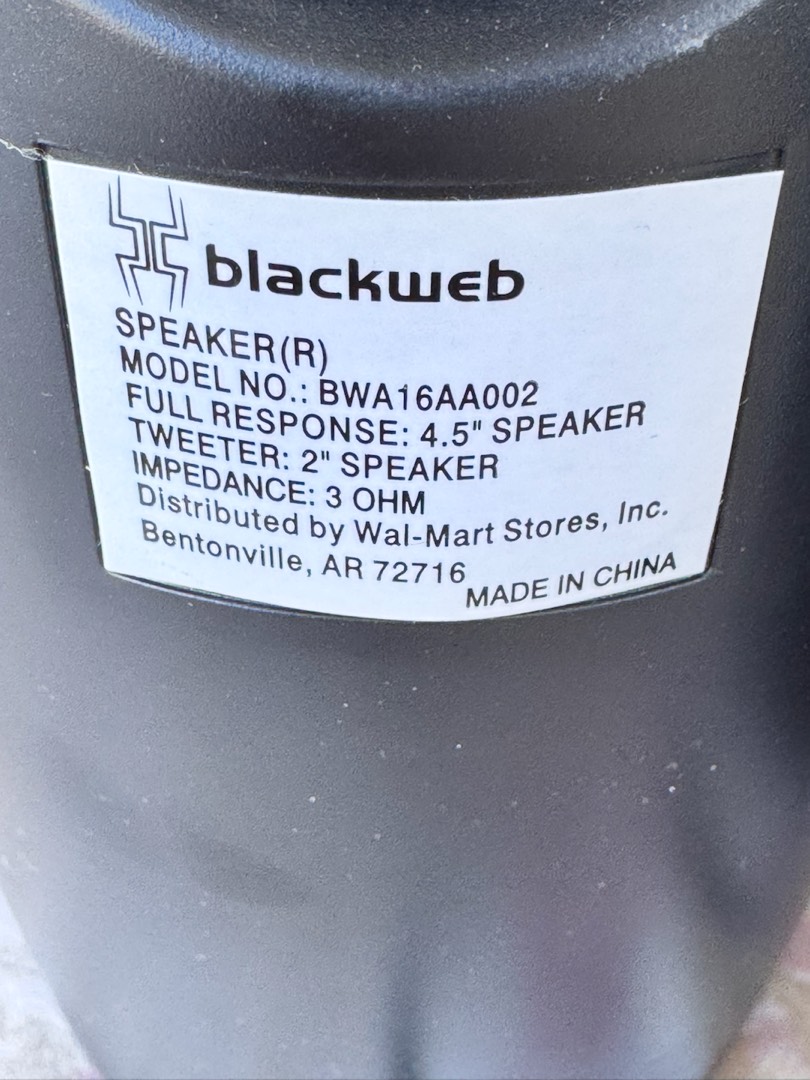 blackweb
SPEAKER(R)
MODEL NO.: BWA16AA002
FULL RESPONSE: 4.5" SPEAKER
TWEETER: 2" SPEAKER
IMPEDANCE: 3 OHM
Distributed by Wal-Mart Stores, Inc.
Bentonville, AR 72716
MADE IN CHINA